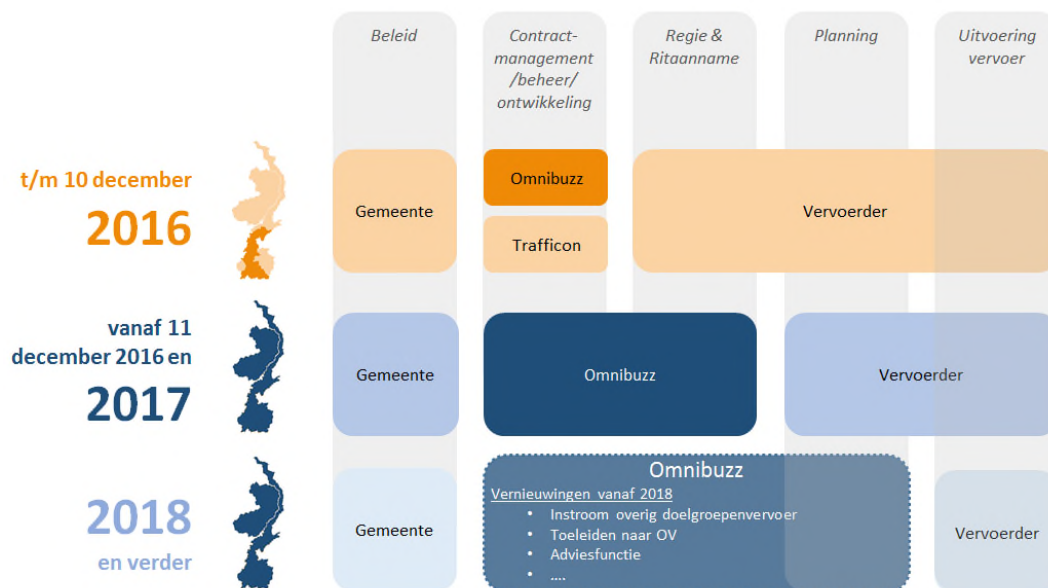 Beleid
Contract-
management
/beheer/
ontwikkeling
Regie &
Ritaanname
Planning
Uitvoering
vervoer
t/m 10 december
2016
Gemeente
Omnibuzz
Trafficon
Vervoerder
vanaf 11
december 2016 en
2017
Gemeente
Omnibuzz
Vervoerder
2018
en verder
Gemeente
Omnibuzz
Vernieuwingen vanaf 2018
• Instroom overig doelgroepenvervoer
• Toeleiden naar OV
• Adviesfunctie
• ....
Vervoerder